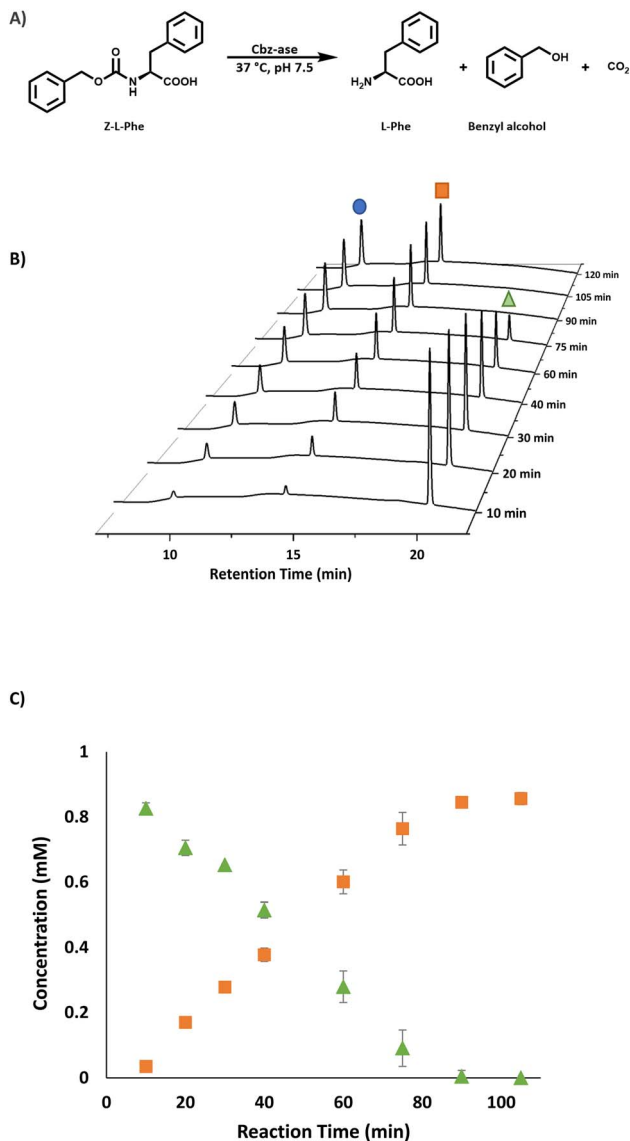 A)
O
O
N
H
COOH
Z-L-Phe
Cbz-ase
37 °C, pH 7.5
H₂N
COOH
L-Phe
+
OH
Benzyl alcohol
+
CO₂
B)
120 min
105 min
90 min
75 min
60 min
40 min
30 min
20 min
10 min
10 15 20
Retention Time (min)
C)
Concentration (mM)
1
0.8
0.6
0.4
0.2
0
0 20 40 60 80 100
Reaction Time (min)